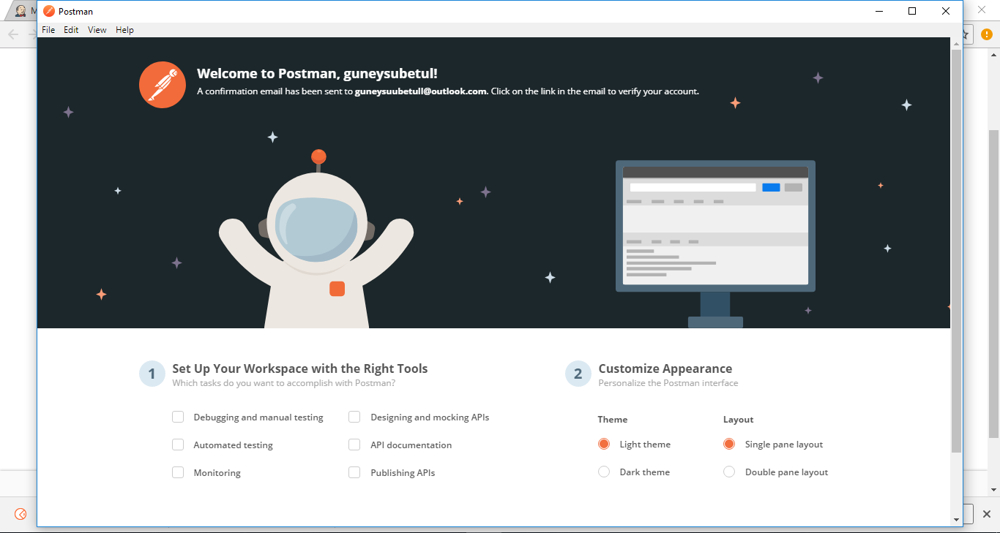 M
Postman
File Edit View Help
Welcome to Postman, guneysubetul!
A confirmation email has been sent to guneysuubetull@outlook.com. Click on the link in the email to verify your account.
1
Set Up Your Workspace with the Right Tools
Which tasks do you want to accomplish with Postman?
Debugging and manual testing
Designing and mocking APIs
Automated testing
API documentation
Monitoring
Publishing APIs
2
Customize Appearance
Personalize the Postman interface
Theme
Layout
Light theme
Single pane layout
Dark theme
Double pane layout